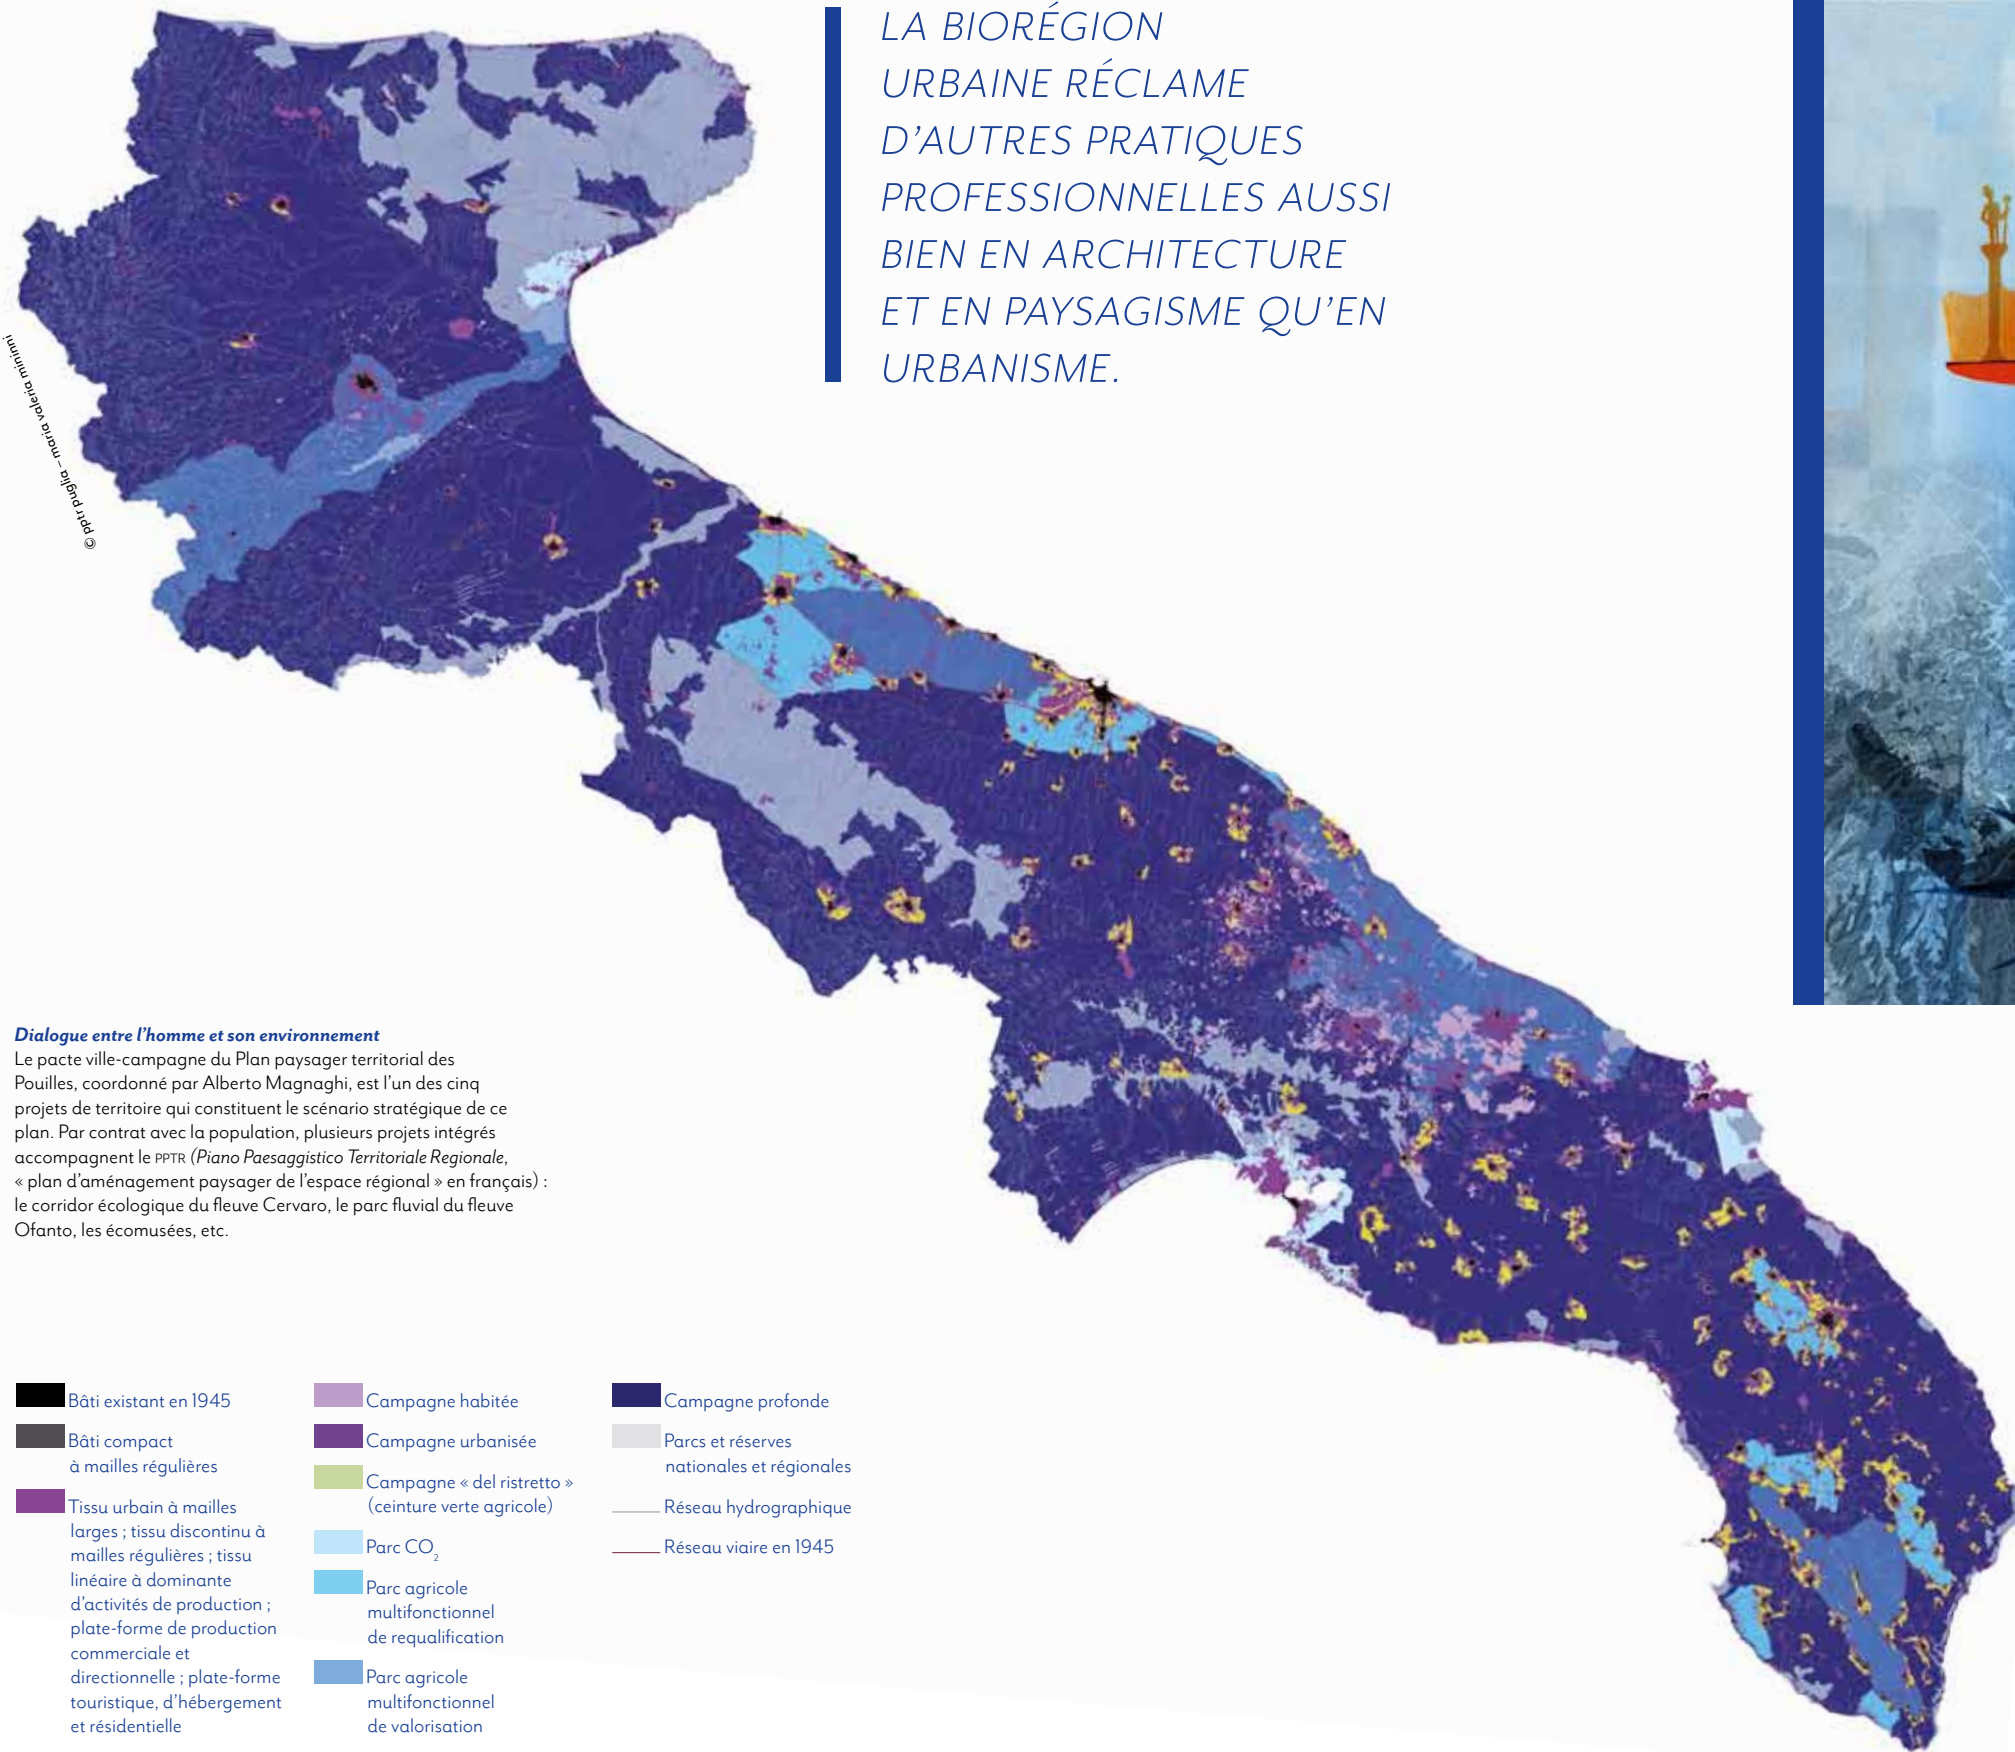 LA BIORÉGION
URBAINE RÉCLAME
D'AUTRES PRATIQUES
PROFESSIONNELLES AUSSI
BIEN EN ARCHITECTURE
ET EN PAYSAGISME QU'EN
URBANISME.
© pptr puglia – maria valeria mininni.
Dialogue entre l'homme et son environnement
Le pacte ville-campagne du Plan paysager territorial des
Pouilles, coordonné par Alberto Magnaghi, est l'un des cinq
projets de territoire qui constituent le scénario stratégique de ce
plan. Par contrat avec la population, plusieurs projets intégrés
accompagnent le PPTR (Piano Paesaggistico Territoriale Regionale,
« plan d'aménagement paysager de l'espace régional » en français) :
le corridor écologique du fleuve Cervaro, le parc fluvial du fleuve
Ofanto, les écomusées, etc.
Bâti existant en 1945
Bâti compact
à mailles régulières
Tissu urbain à mailles
larges ; tissu discontinu à
mailles régulières ; tissu
linéaire à dominante
d'activités de production ;
plate-forme de production
commerciale et
directionnelle ; plate-forme
touristique, d'hébergement
et résidentielle
Campagne habitée
Campagne urbanisée
Campagne « del ristretto »
(ceinture verte agricole)
Parc CO₂
Parc agricole
multifonctionnel
de requalification
Parc agricole
multifonctionnel
de valorisation
Campagne profonde
Parcs et réserves
nationales et régionales
Réseau hydrographique
Réseau viaire en 1945